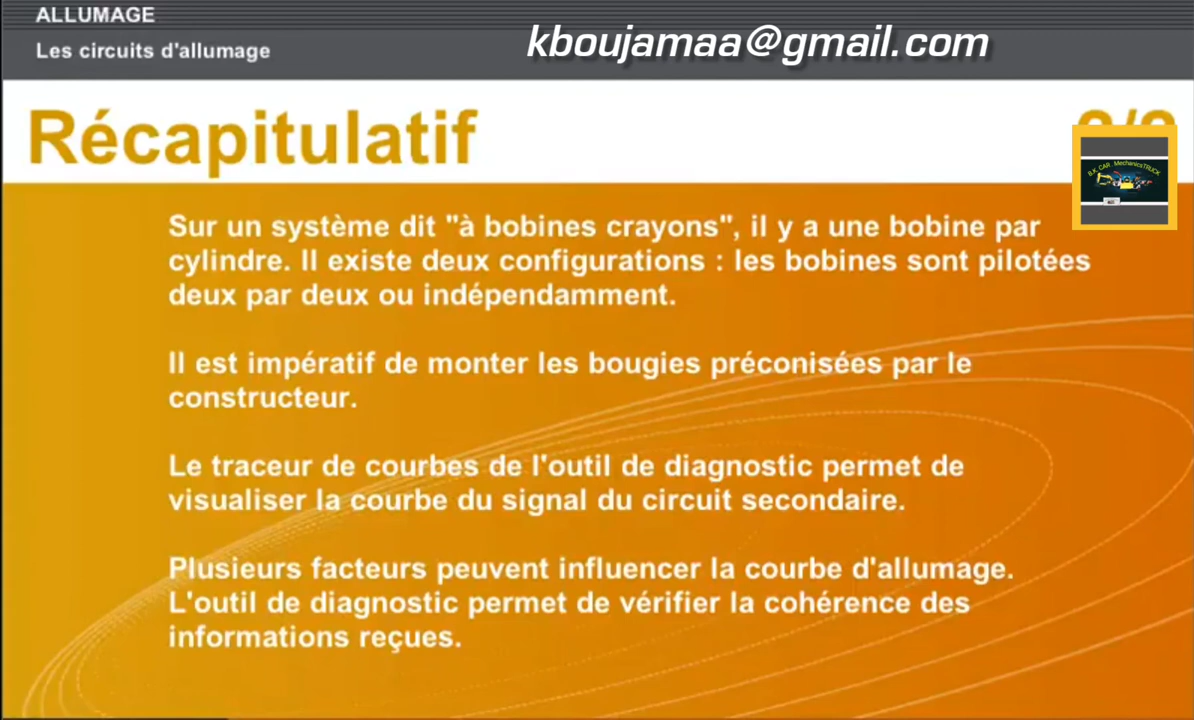 ALLUMAGE
Les circuits d'allumage
kboujamaa@gmail.com
Récapitulatif
B.K CAR MechanicsTRUCK
Sur un système dit "à bobines crayons", il y a une bobine par
cylindre. Il existe deux configurations : les bobines sont pilotées
deux par deux ou indépendamment.
Il est impératif de monter les bougies préconisées par le
constructeur.
Le traceur de courbes de l'outil de diagnostic permet de
visualiser la courbe du signal du circuit secondaire.
Plusieurs facteurs peuvent influencer la courbe d'allumage.
L'outil de diagnostic permet de vérifier la cohérence des
informations reçues.